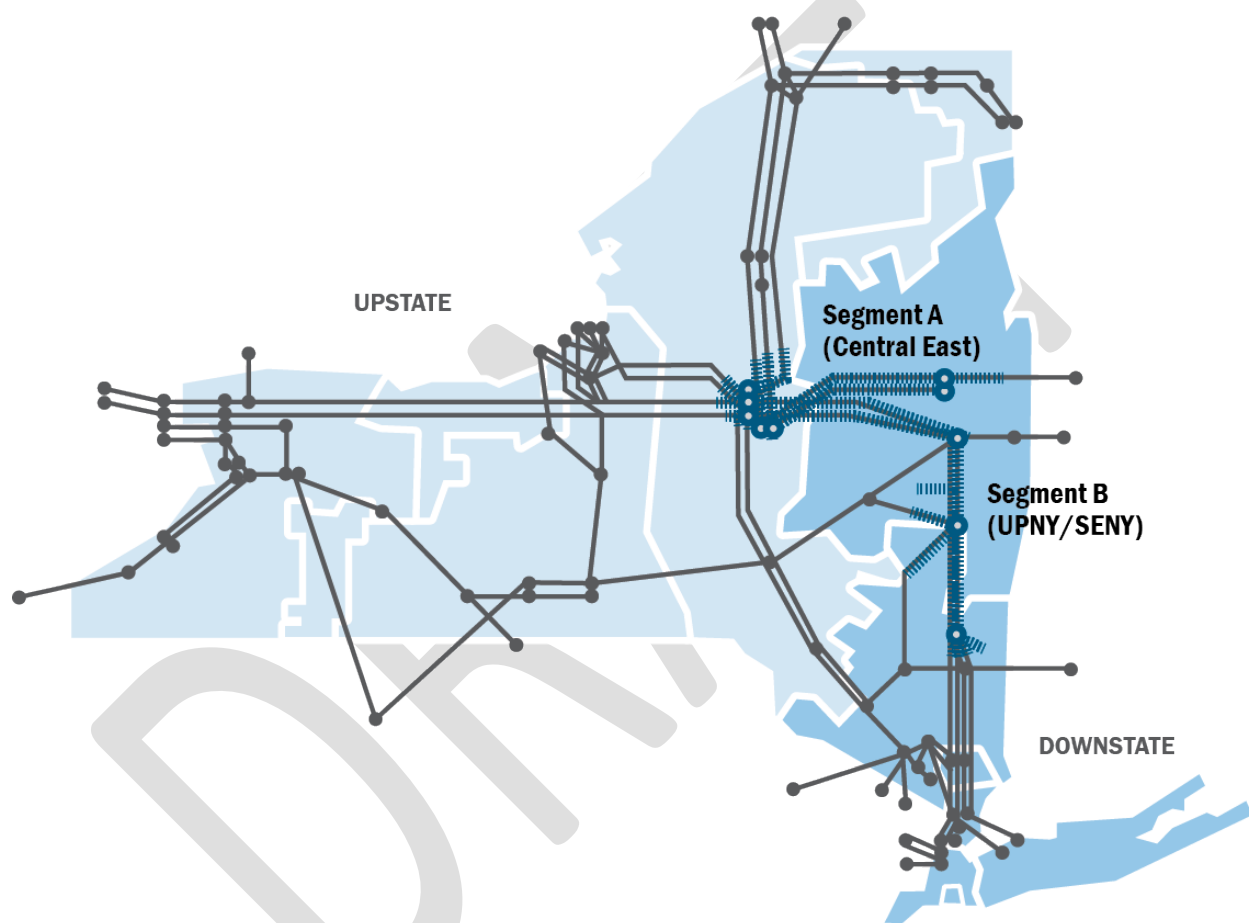 UPSTATE
Segment A
(Central East)
Segment B
(UPNY/SENY)
DOWNSTATE